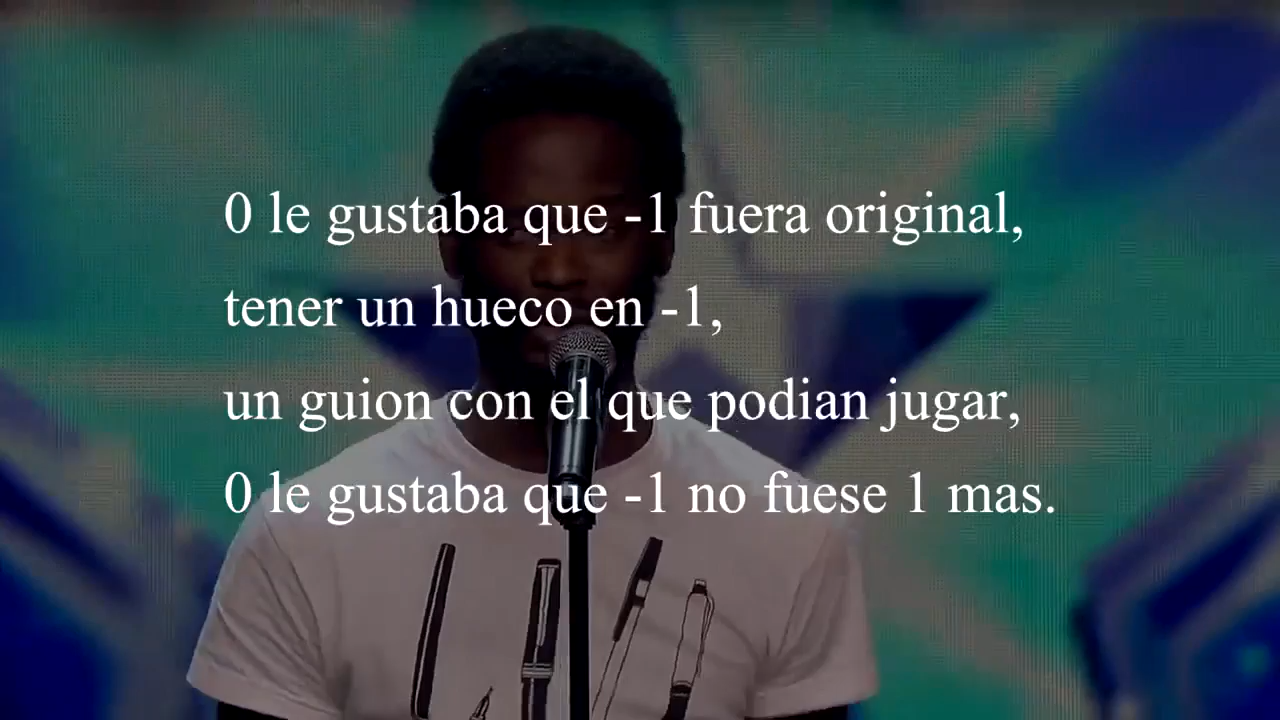 0 le gustaba que -1 fuera original,
tener un hueco en -1,
un guion con el que podian jugar,
0 le gustaba que -1 no fuese 1 mas.